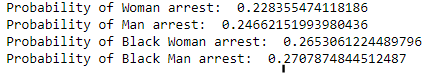 Probability of Woman arrest:  0.228355474118186
Probability of Man arrest:  0.24662151993980436
Probability of Black Woman arrest:  0.2653061224489796
Probability of Black Man arrest:  0.2707874844512487